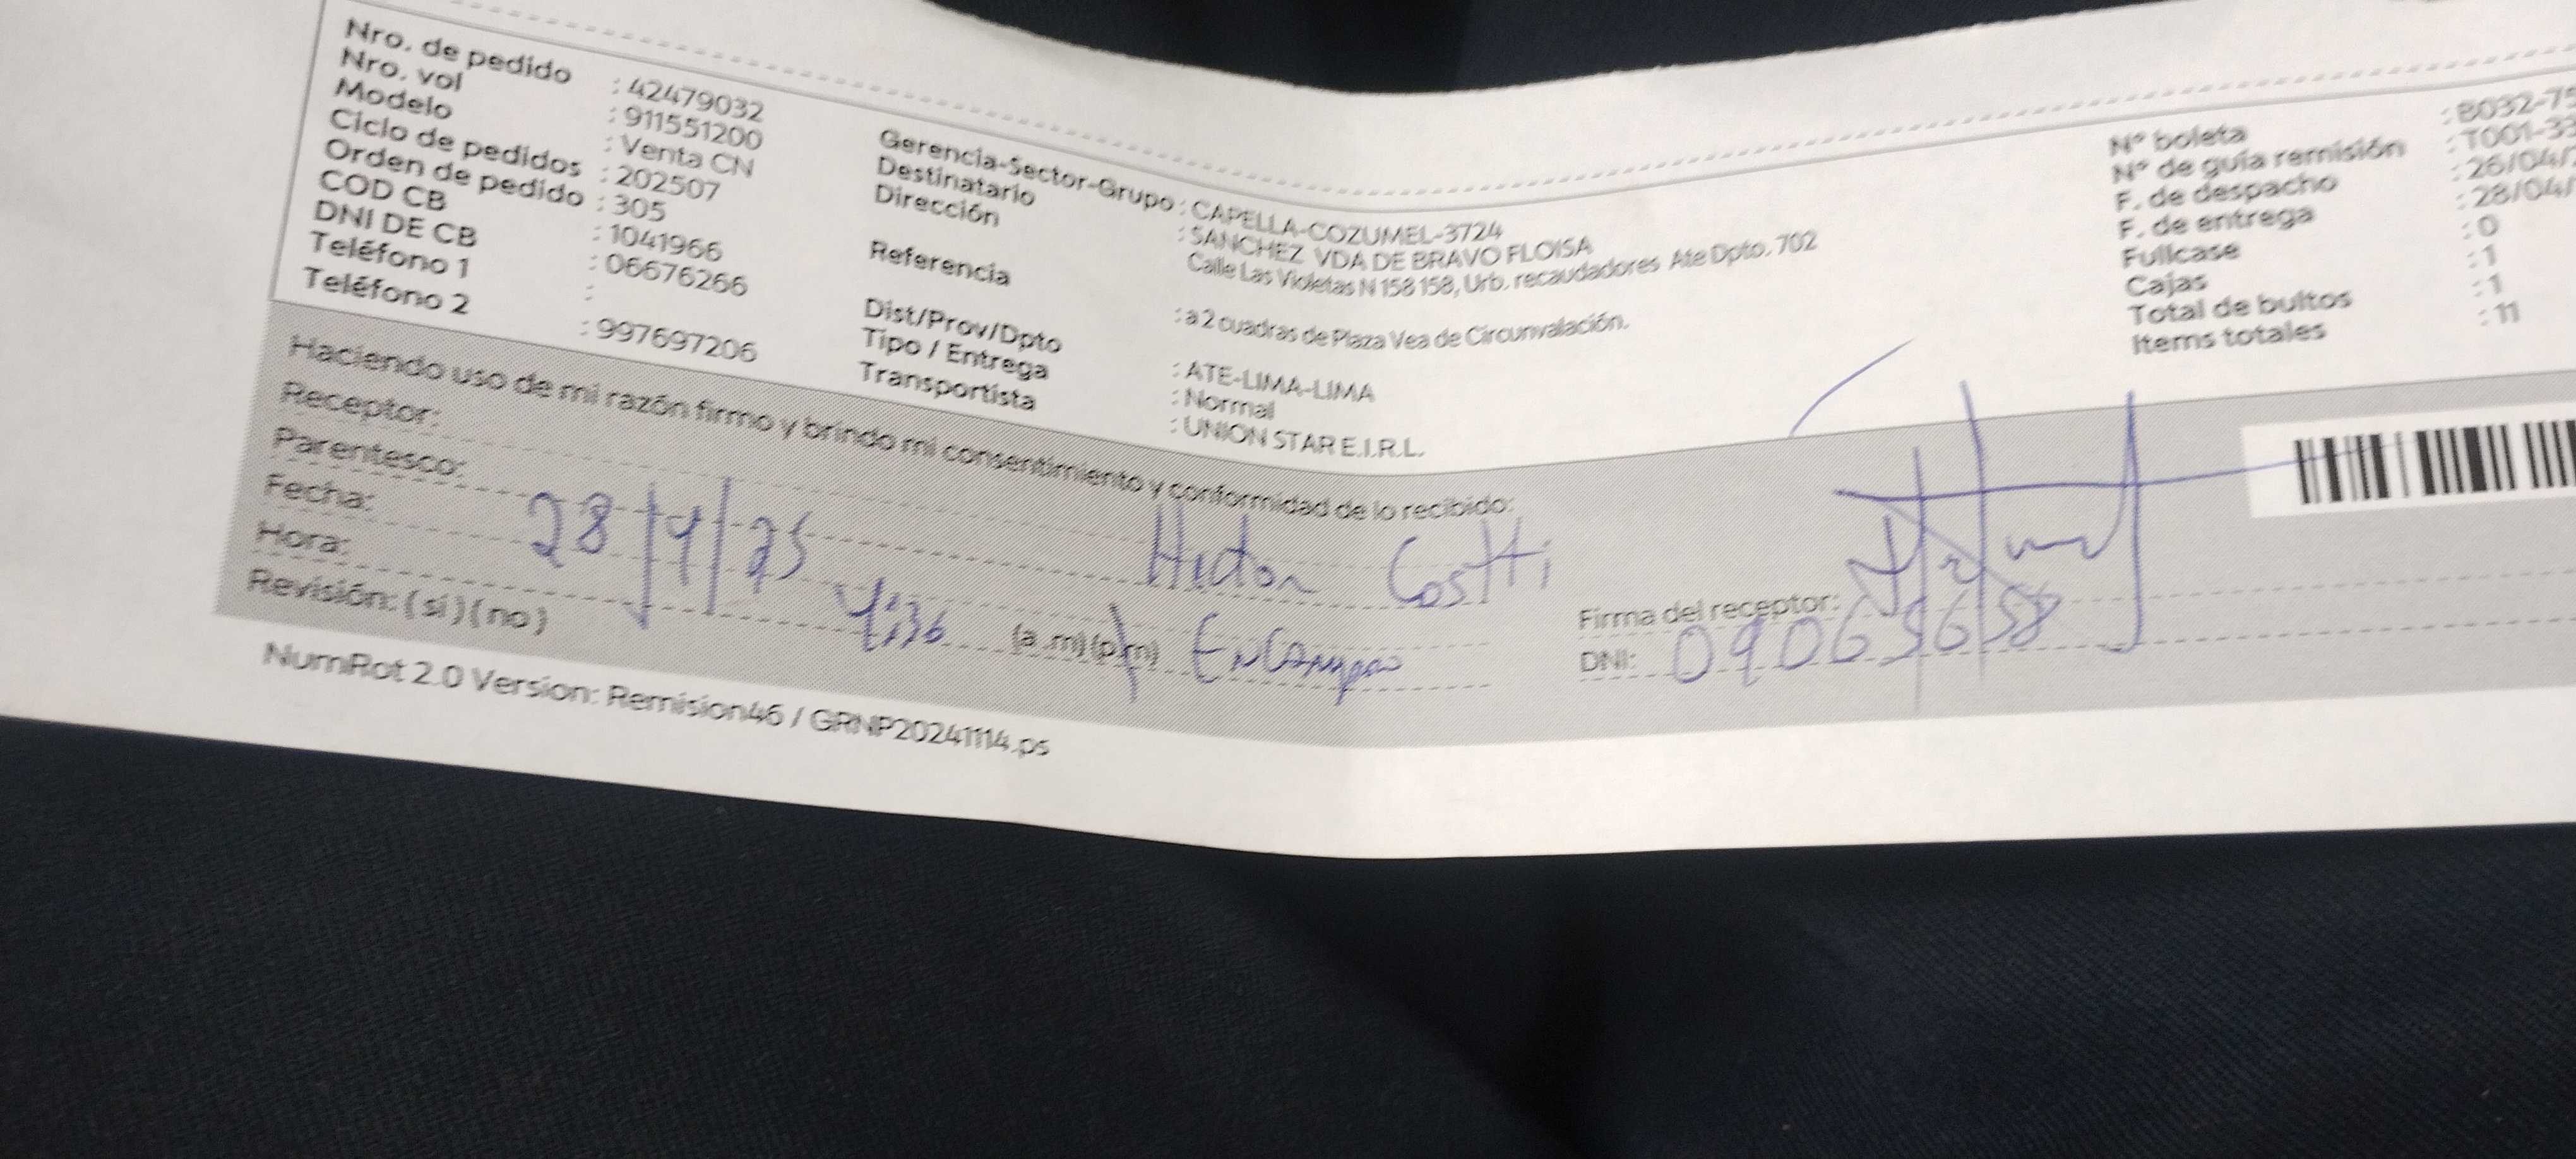 Nro. de pedido : 42479032
Nro. vol : 911551200
Modelo : Venta CN
Ciclo de pedidos : 202507
Orden de pedido : 305
COD CB : 1041966
DNI DE CB : 06676266
Teléfono 1 :
Teléfono 2 : 997697206
Gerencia-Sector-Grupo : CAPELLA-COZUMEL-3724
Destinatario : SANCHEZ VDA DE BRAVO FLOISA
Dirección Calle Las Violetas N 158 158, Urb. recaudadores Ate Dpto. 702
Referencia : a 2 cuadras de Plaza Vea de Circunvalación.
Dist/Prov/Dpto : ATE-LIMA-LIMA
Tipo / Entrega : Normal
Transportista : UNION STAR E.I.R.L.
N° boleta : B032-75
N° de guía remisión : T001-33
F. de despacho : 26/04/
F. de entrega : 28/04/
Fullcase : 0
Cajas : 1
Total de bultos : 1
Items totales : 11
Haciendo uso de mi razón firmo y brindo mi consentimiento y conformidad de lo recibido:
Receptor: Hector Costti
Parentesco:
Fecha: 28/4/25
Hora: 4:36 (a.m)(p.m)
Revisión: (si) (no)
Firma del receptor:
DNI: 09065658
NumRot 2.0 Version: Remision46 / GRNP20241114.ps